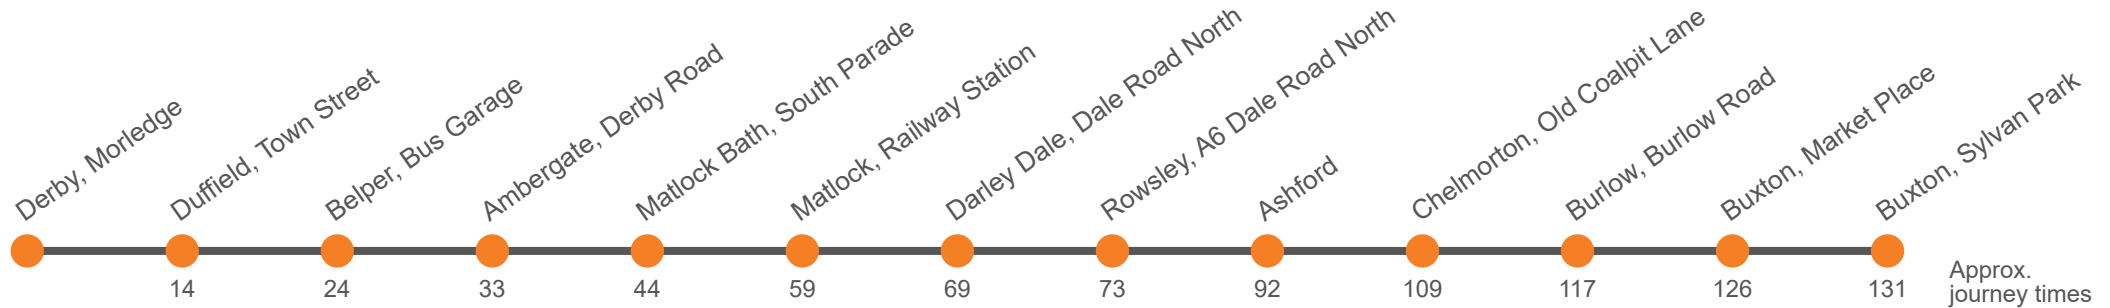 Derby, Morledge
Duffield, Town Street
Belper, Bus Garage
Ambergate, Derby Road
Matlock Bath, South Parade
Matlock, Railway Station
Darley Dale, Dale Road North
Rowsley, A6 Dale Road North
Ashford
Chelmorton, Old Coalpit Lane
Burlow, Burlow Road
Buxton, Market Place
Buxton, Sylvan Park
14 24 33 44 59 69 73 92 109 117 126 131
Approx.
journey times